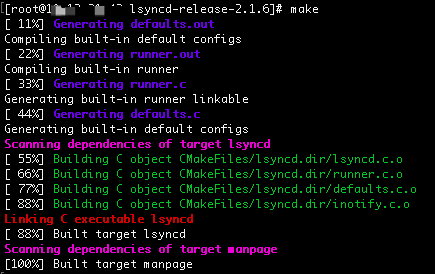 [root@ lsyncd-release-2.1.6]# make
[ 11%] Generating defaults.out
Compiling built-in default configs
[ 22%] Generating runner.out
Compiling built-in runner
[ 33%] Generating runner.c
Generating built-in runner linkable
[ 44%] Generating defaults.c
Generating built-in default configs
Scanning dependencies of target lsyncd
[ 55%] Building C object CMakeFiles/lsyncd.dir/lsyncd.c.o
[ 66%] Building C object CMakeFiles/lsyncd.dir/runner.c.o
[ 77%] Building C object CMakeFiles/lsyncd.dir/defaults.c.o
[ 88%] Building C object CMakeFiles/lsyncd.dir/inotify.c.o
Linking C executable lsyncd
[ 88%] Built target lsyncd
Scanning dependencies of target manpage
[100%] Built target manpage